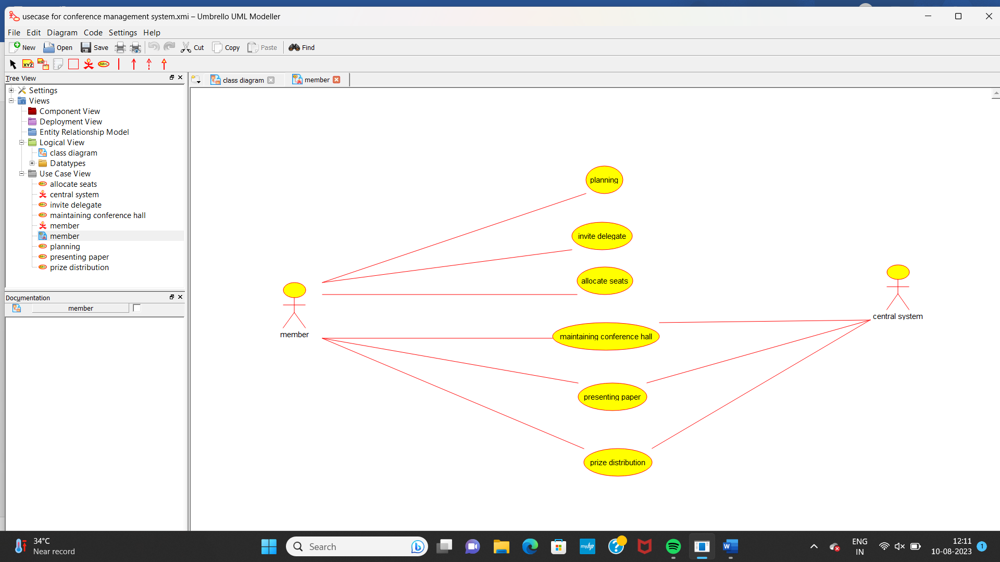 usecase for conference management system.xmi – Umbrello UML Modeller
File Edit Diagram Code Settings Help
New Open Save Cut Copy Paste Find
XYZ XYZ ABC
Tree View
class diagram member
Settings
Views
Component View
Deployment View
Entity Relationship Model
Logical View
class diagram
Datatypes
Use Case View
allocate seats
central system
invite delegate
maintaining conference hall
member
member
planning
presenting paper
prize distribution
Documentation
member
planning
invite delegate
allocate seats
member
central system
maintaining conference hall
presenting paper
prize distribution
34°C
Near record
Search
myhp
W
ENG
IN
12:11
10-08-2023
1